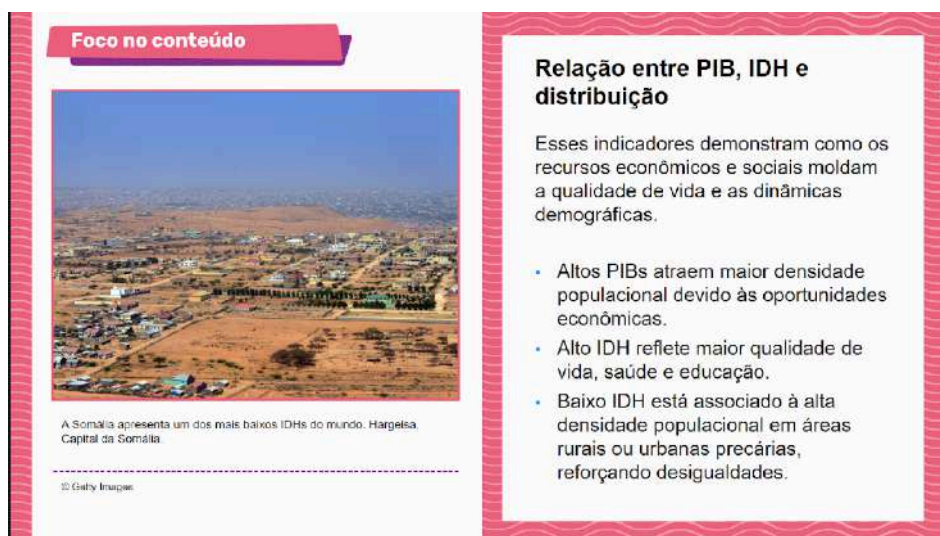 Foco no conteúdo
A Somália apresenta um dos mais baixos IDHs do mundo. Hargeisa,
Capital da Somália.
© Getty Images
Relação entre PIB, IDH e
distribuição
Esses indicadores demonstram como os
recursos econômicos e sociais moldam
a qualidade de vida e as dinâmicas
demográficas.
• Altos PIBs atraem maior densidade
populacional devido às oportunidades
econômicas.
• Alto IDH reflete maior qualidade de
vida, saúde e educação.
• Baixo IDH está associado à alta
densidade populacional em áreas
rurais ou urbanas precárias,
reforçando desigualdades.